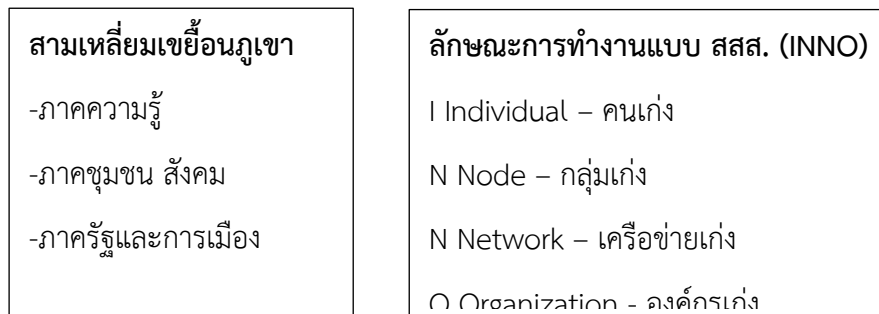 สามเหลี่ยมเขยื้อนภูเขา
-ภาคความรู้
-ภาคชุมชน สังคม
-ภาครัฐและการเมือง
ลักษณะการทำงานแบบ สสส. (INNO)
I Individual – คนเก่ง
N Node – กลุ่มเก่ง
N Network – เครือข่ายเก่ง
O Organization - องค์กรเก่ง